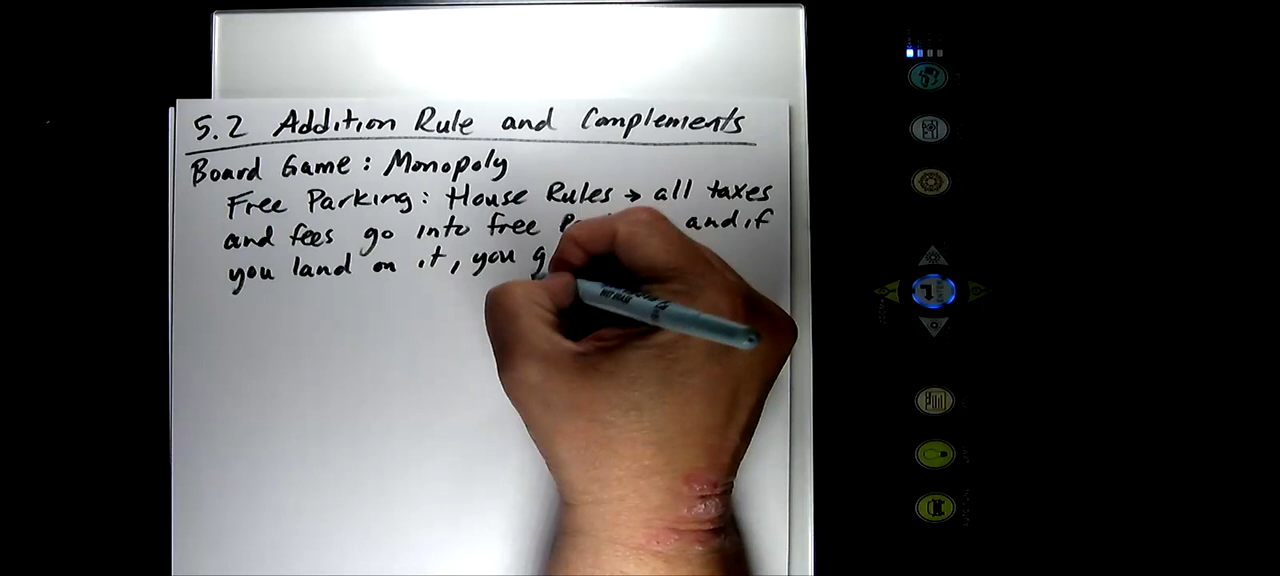 5.2 Addition Rule and Complements
Board Game: Monopoly
Free Parking: House Rules → all taxes
and fees go into free and if
you land on it, you g